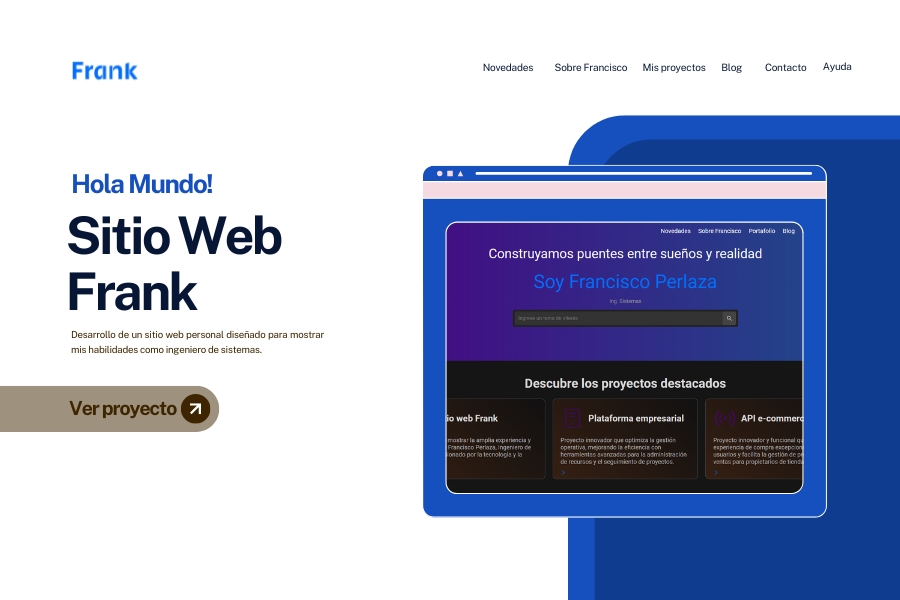 Frank
Novedades Sobre Francisco Mis proyectos Blog Contacto Ayuda
Hola Mundo!
Sitio Web
Frank
Desarrollo de un sitio web personal diseñado para mostrar
mis habilidades como ingeniero de sistemas.
Ver proyecto
Novedades Sobre Francisco Portafolio Blog
Construyamos puentes entre sueños y realidad
Soy Francisco Perlaza
Ing. Sistemas
Ingrese un tema de interés
Descubre los proyectos destacados
io web Frank
mostrar la amplia experiencia y
Francisco Perlaza, Ingeniero de
ionado por la tecnología y la
Plataforma empresarial
Proyecto innovador que optimiza la gestión
operativa, mejorando la eficiencia con
herramientas avanzadas para la administración
de recursos y el seguimiento de proyectos.
API e-commerc
Proyecto innovador y funcional qu
experiencia de compra excepcion
usuarios y facilita la gestión de pr
ventas para propietarios de tienda